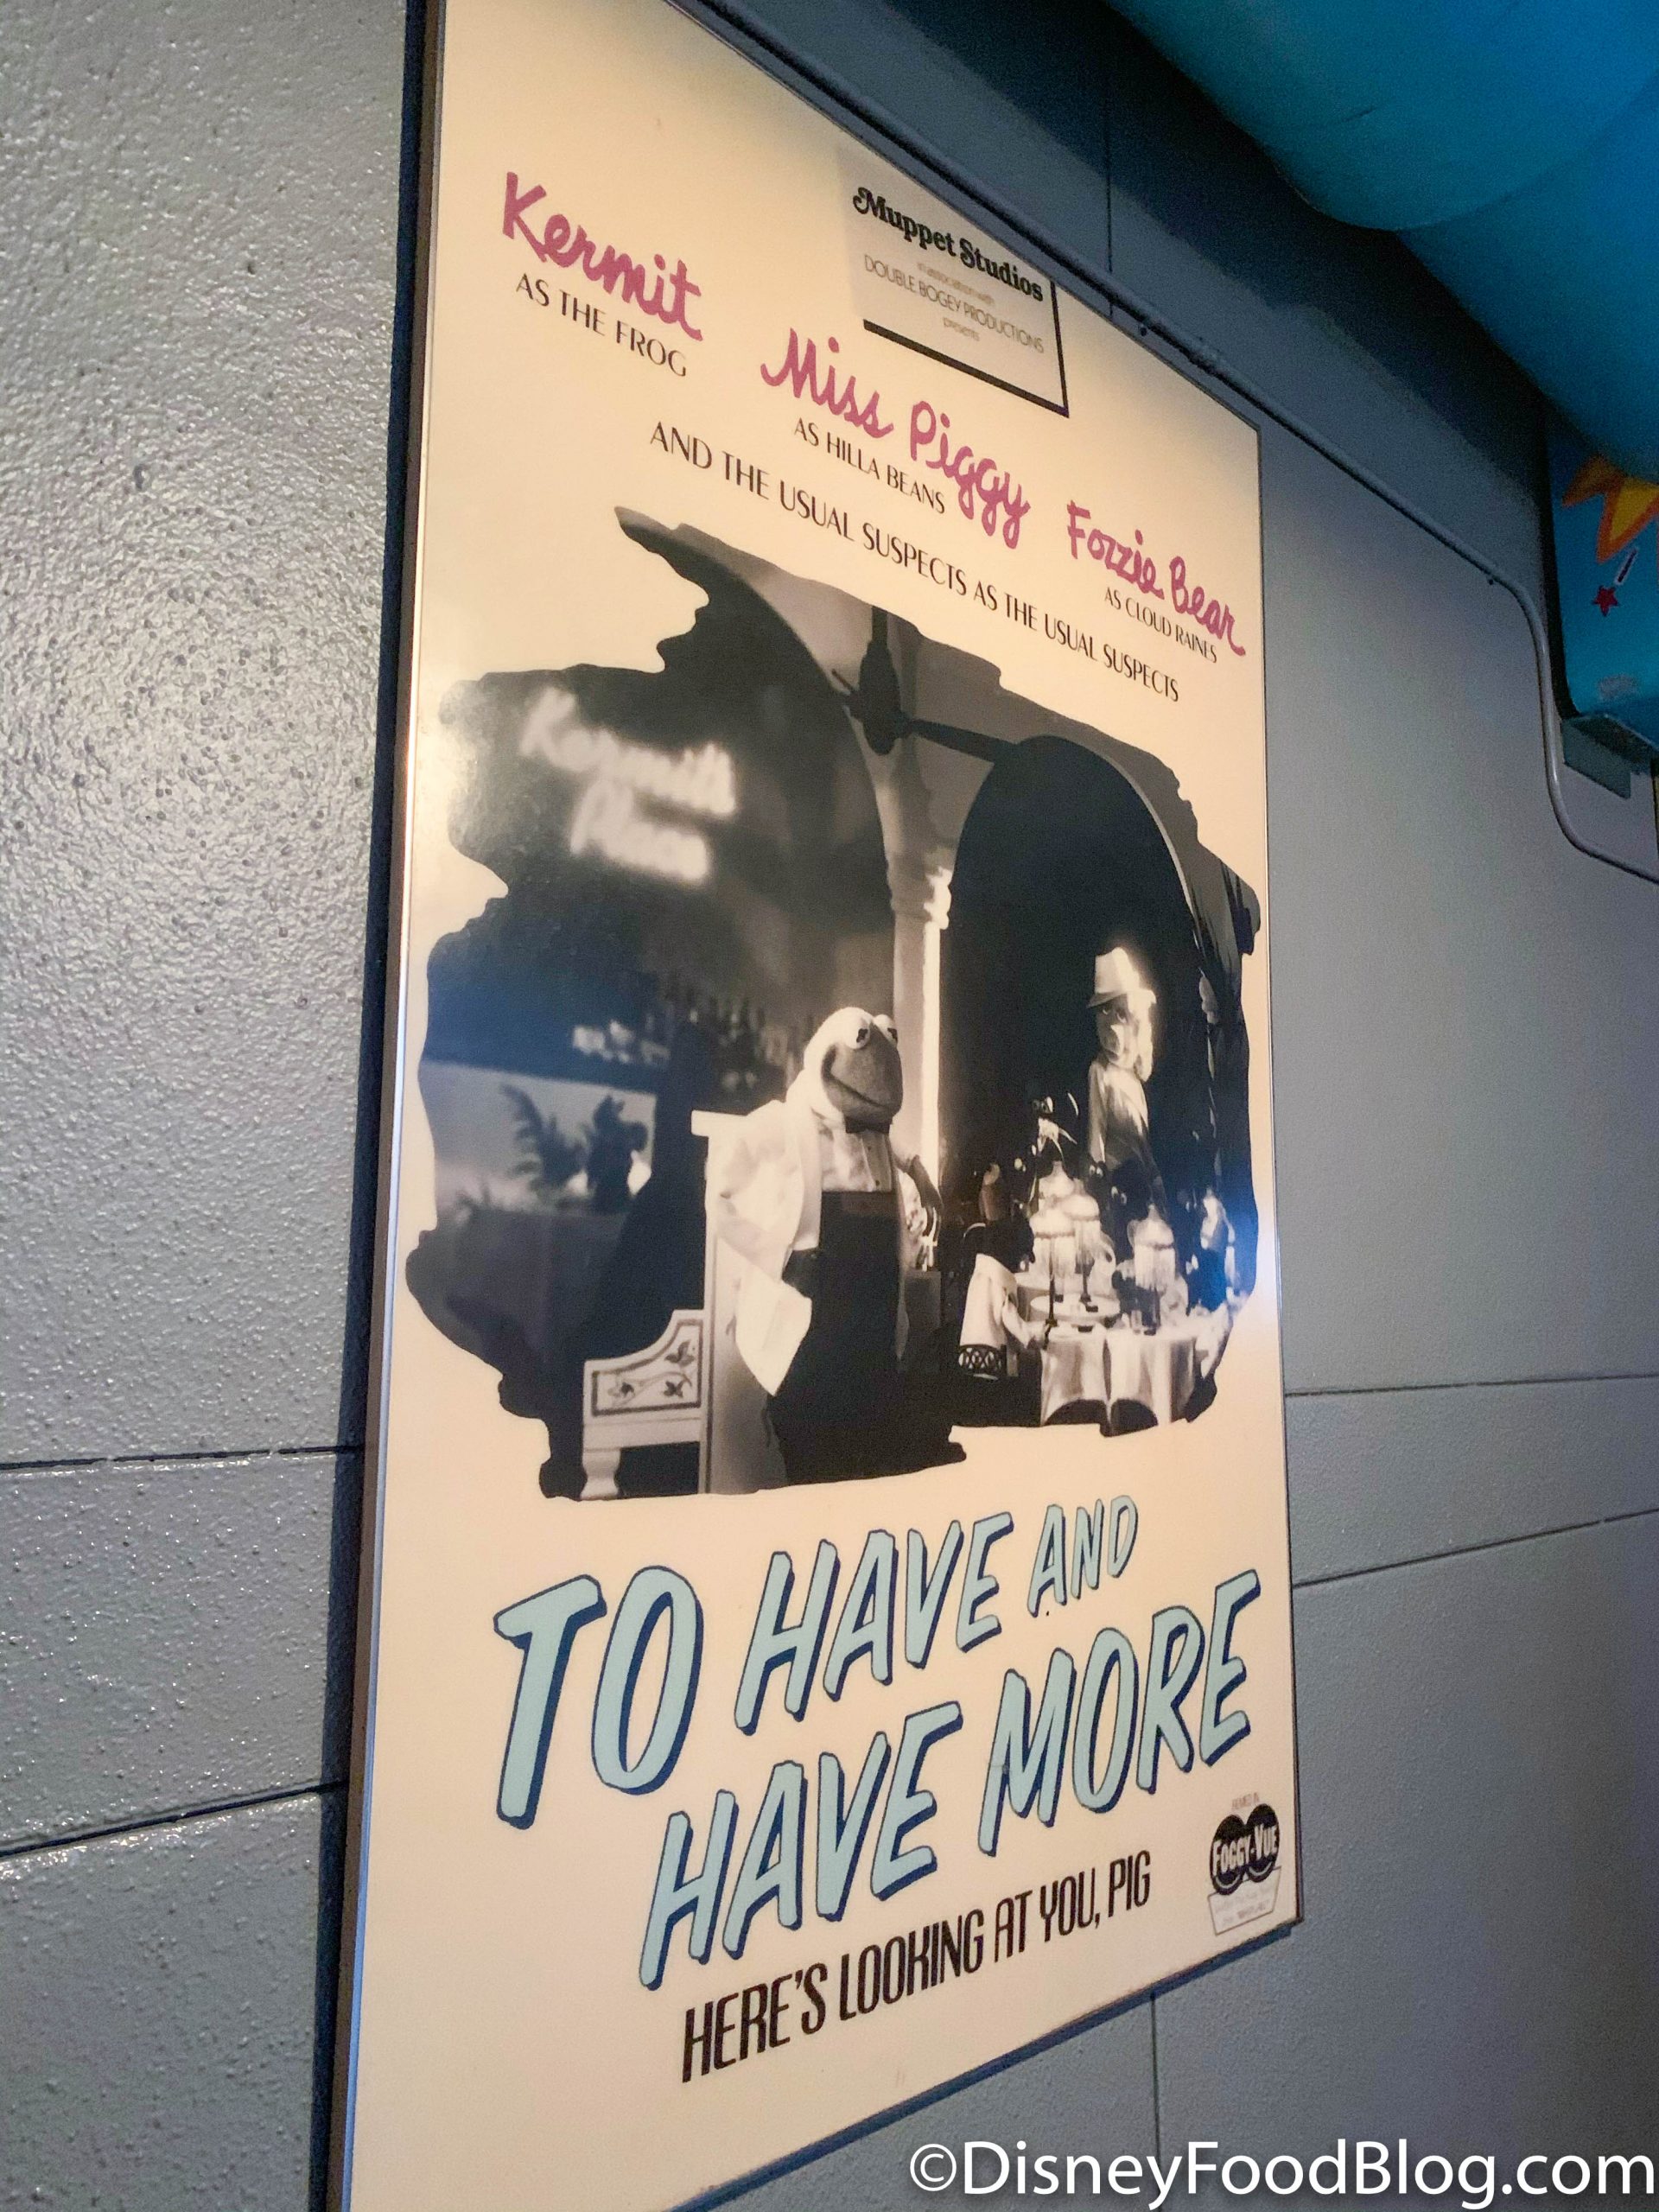 Muppet Studios
in association with
DOUBLE BOGEY PRODUCTIONS
presents
Kermit
AS THE FROG
Miss Piggy
AS HILLA BEANS
Fozzie Bear
AS CLOUD RAINES
AND THE USUAL SUSPECTS AS THE USUAL SUSPECTS
Kermit's
Place
TO HAVE AND
HAVE MORE
HERE'S LOOKING AT YOU, PIG
FILMED IN
FOGGY-VUE
©DisneyFoodBlog.com